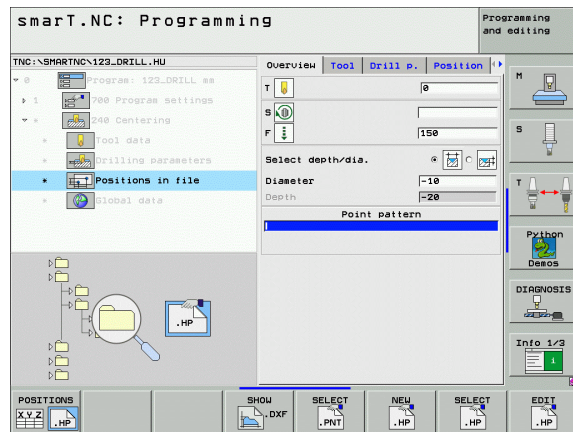 smarT.NC: Programming
Programming and editing
TNC:\SMARTNC\123_DRILL.HU
0 Program: 123_DRILL mm
1 700 Program settings
* 240 Centering
* Tool data
* Drilling parameters
* Positions in file
* Global data
Overview Tool Drill p. Position
T 0
S
F 150
Select depth/dia.
Diameter -10
Depth -20
Point pattern
.HP
M
S
T
Python Demos
DIAGNOSIS
Info 1/3
i
POSITIONS
X Y Z .HP
SHOW
.DXF
SELECT
.PNT
NEW
.HP
SELECT
.HP
EDIT
.HP